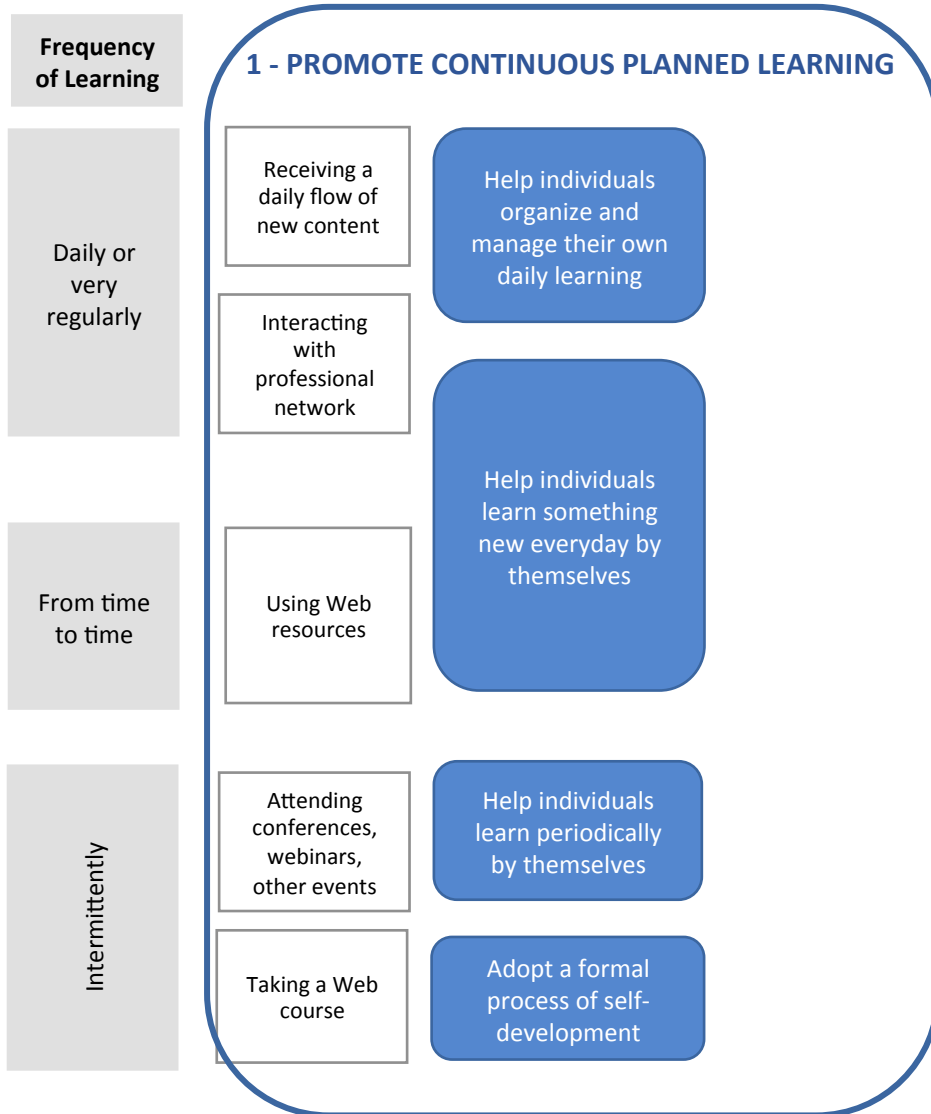 Frequency
of Learning
1 - PROMOTE CONTINUOUS PLANNED LEARNING
Daily or
very
regularly
Receiving a
daily flow of
new content
Help individuals
organize and
manage their own
daily learning
Interacting
with
professional
network
Help individuals
learn something
new everyday by
themselves
From time
to time
Using Web
resources
Intermittently
Attending
conferences,
webinars,
other events
Help individuals
learn periodically
by themselves
Taking a Web
course
Adopt a formal
process of self-
development